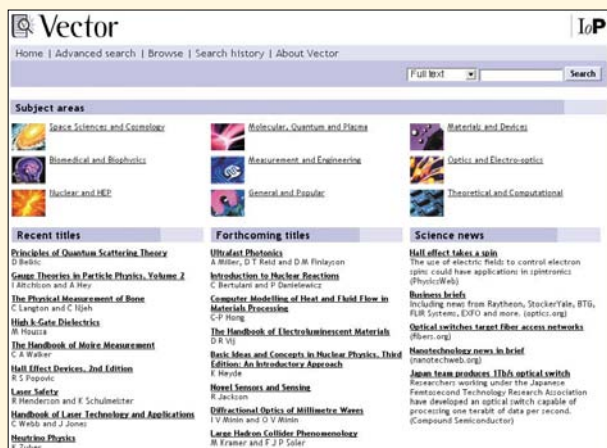 Vector
IoP
Home | Advanced search | Browse | Search history | About Vector
Full text
Search
Subject areas
Space Sciences and Cosmology
Molecular, Quantum and Plasma
Materials and Devices
Biomedical and Biophysics
Measurement and Engineering
Optics and Electro-optics
Nuclear and HEP
General and Popular
Theoretical and Computational
Recent titles
Principles of Quantum Scattering Theory
D Belkic
Gauge Theories in Particle Physics, Volume 2
I Aitchison and A Hey
The Physical Measurement of Bone
C Langton and C Njeh
High k-Gate Dielectrics
M Houssa
The Handbook of Moire Measurement
C A Walker
Hall Effect Devices, 2nd Edition
R S Popovic
Laser Safety
R Henderson and K Schulmeister
Handbook of Laser Technology and Applications
C Webb and J Jones
Neutrino Physics
K Zuber
Forthcoming titles
Ultrafast Photonics
A Miller, D T Reid and D M Finlayson
Introduction to Nuclear Reactions
C Bertulani and P Danielewicz
Computer Modelling of Heat and Fluid Flow in
Materials Processing
C-P Hong
The Handbook of Electroluminescent Materials
D R Vij
Basic Ideas and Concepts in Nuclear Physics, Third
Edition: An Introductory Approach
K Heyde
Novel Sensors and Sensing
R Jackson
Diffractional Optics of Millimetre Waves
I V Minin and O V Minin
Large Hadron Collider Phenomenology
M Kramer and F J P Soler
Science news
Hall effect takes a spin
The use of electric fields to control electron
spins could have applications in spintronics
(PhysicsWeb)
Business briefs
Including news from Raytheon, StockerYale, BTG,
FLIR Systems, EXFO and more. (optics.org)
Optical switches target fiber access networks
(fibers.org)
Nanotechnology news in brief
(nanotechweb.org)
Japan team produces 1Tb/s optical switch
Researchers working under the Japanese
Femtosecond Technology Research Association
have developed an optical switch capable of
processing one terabit of data per second.
(Compound Semiconductor)